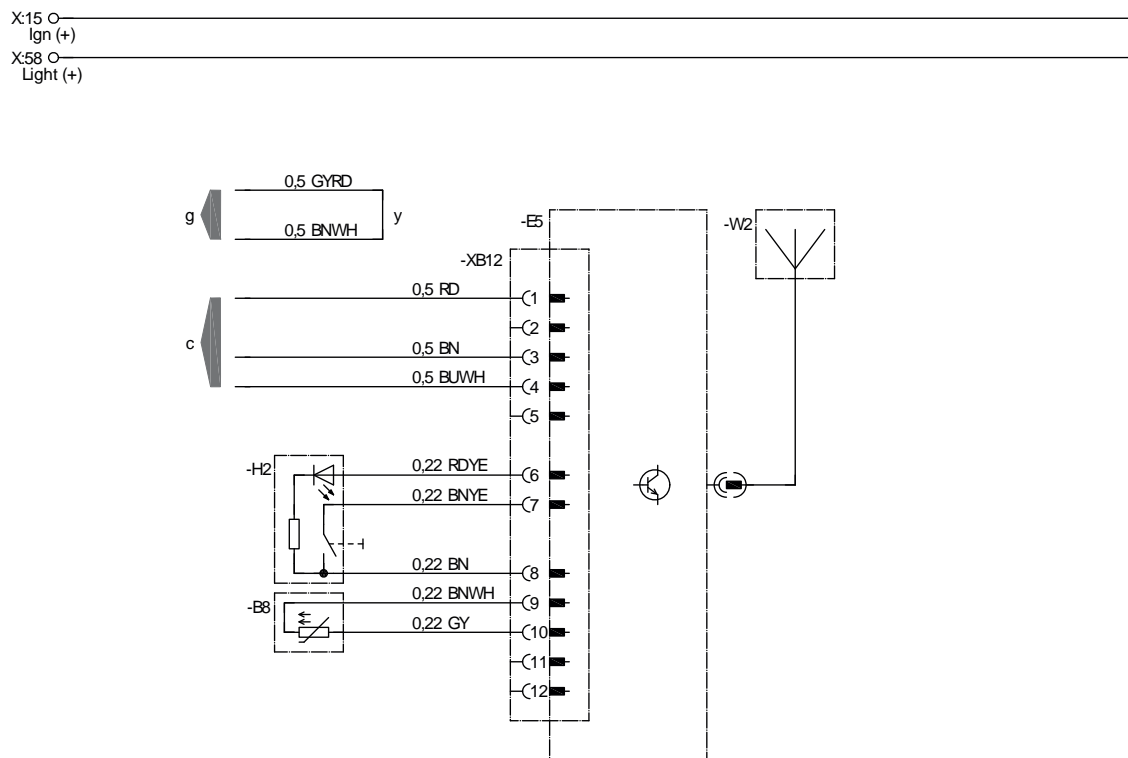 X:15
Ign (+)
X:58
Light (+)
0,5 GYRD
g
y
0,5 BNWH
-E5
-W2
-XB12
0,5 RD
1
2
c
0,5 BN
3
0,5 BUWH
4
5
-H2
0,22 RDYE
6
0,22 BNYE
7
0,22 BN
8
0,22 BNWH
9
-B8
0,22 GY
10
11
12